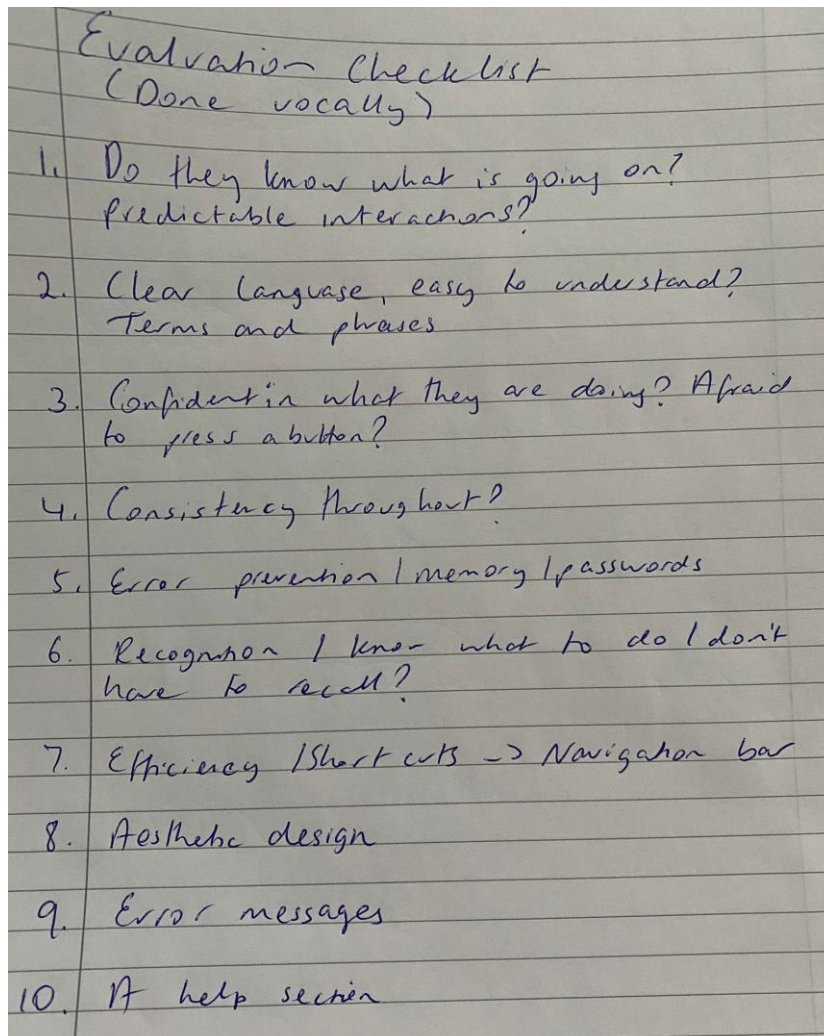 Evaluation Checklist
(Done vocally)
1. Do they know what is going on?
Predictable interactions?
2. Clear language, easy to understand?
Terms and phrases
3. Confident in what they are doing? Afraid
to press a button?
4. Consistency throughout?
5. Error prevention / memory / passwords
6. Recognition / know what to do / don't
have to recall?
7. Efficiency / Short cuts -> Navigation bar
8. Aesthetic design
9. Error messages
10. A help section